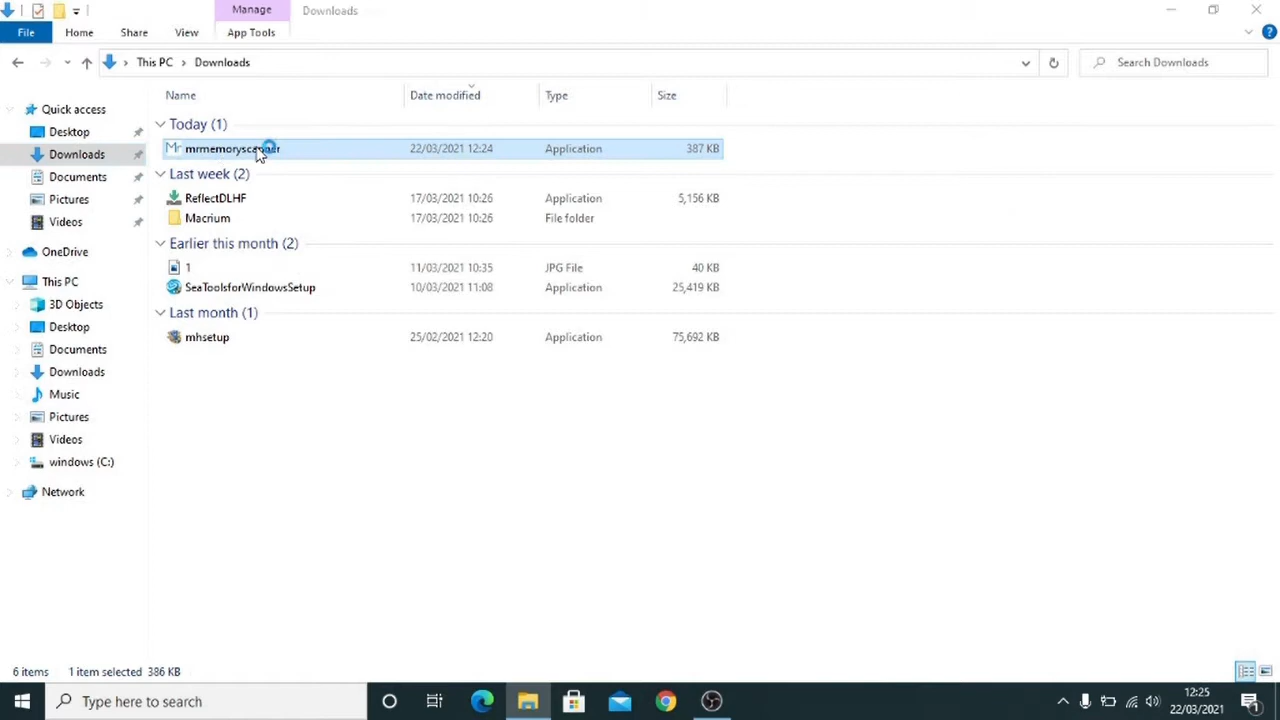 Manage
Downloads
File
Home
Share
View
App Tools
This PC
Downloads
Search Downloads
Name
Date modified
Type
Size
Quick access
Desktop
Downloads
Documents
Pictures
Videos
OneDrive
This PC
3D Objects
Desktop
Documents
Downloads
Music
Pictures
Videos
windows (C:)
Network
Today (1)
mrmemoryscanner 22/03/2021 12:24 Application 387 KB
Last week (2)
ReflectDLHF 17/03/2021 10:26 Application 5,156 KB
Macrium 17/03/2021 10:26 File folder
Earlier this month (2)
1 11/03/2021 10:35 JPG File 40 KB
SeaToolsforWindowsSetup 10/03/2021 11:08 Application 25,419 KB
Last month (1)
mhsetup 25/02/2021 12:20 Application 75,692 KB
6 items 1 item selected 386 KB
Type here to search
12:25
22/03/2021